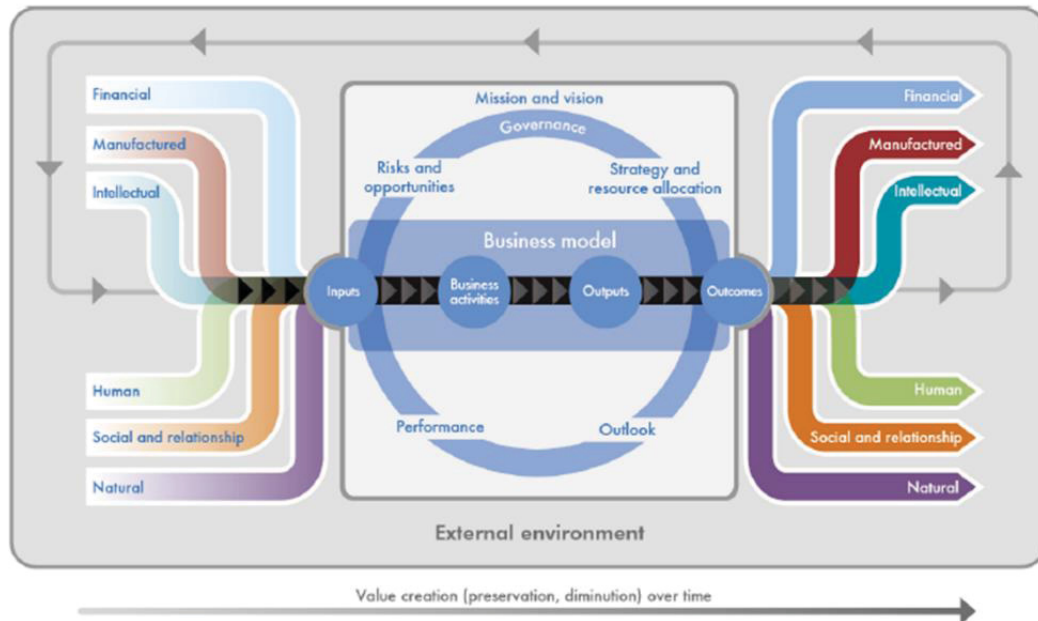 Financial
Manufactured
Intellectual
Human
Social and relationship
Natural
Mission and vision
Governance
Risks and
opportunities
Strategy and
resource allocation
Business model
Inputs
Business
activities
Outputs
Outcomes
Performance
Outlook
Financial
Manufactured
Intellectual
Human
Social and relationship
Natural
External environment
Value creation (preservation, diminution) over time